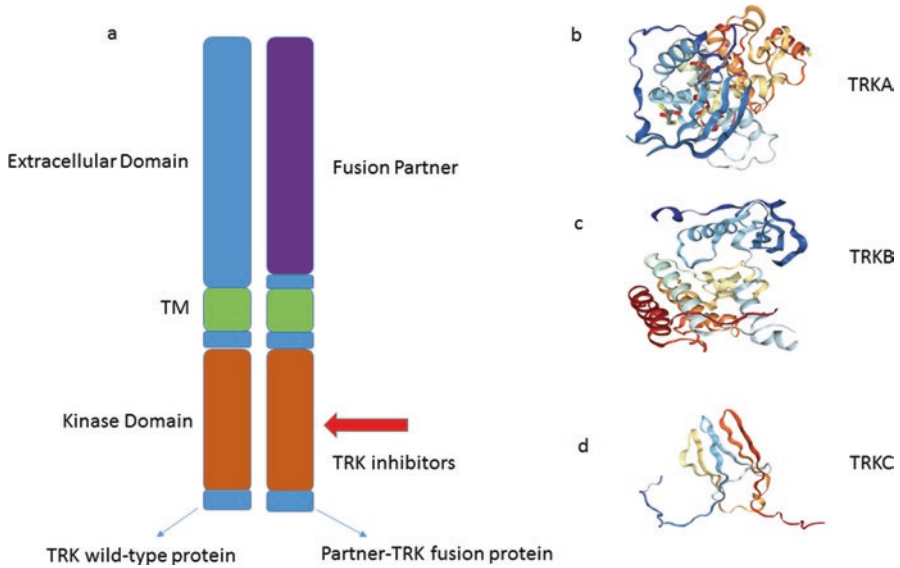 a
Extracellular Domain
Fusion Partner
TM
Kinase Domain
TRK inhibitors
TRK wild-type protein
Partner-TRK fusion protein
b
TRKA
c
TRKB
d
TRKC